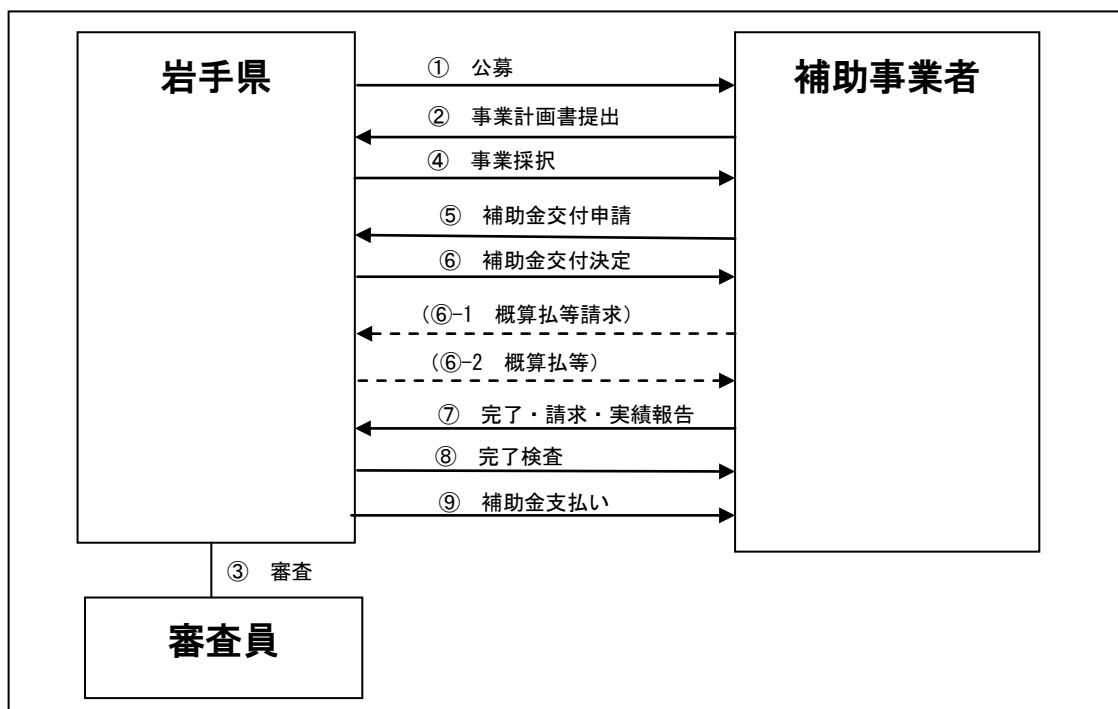 岩手県
補助事業者
① 公募
② 事業計画書提出
④ 事業採択
⑤ 補助金交付申請
⑥ 補助金交付決定
(⑥-1 概算払等請求)
(⑥-2 概算払等)
⑦ 完了・請求・実績報告
⑧ 完了検査
⑨ 補助金支払い
③ 審査
審査員